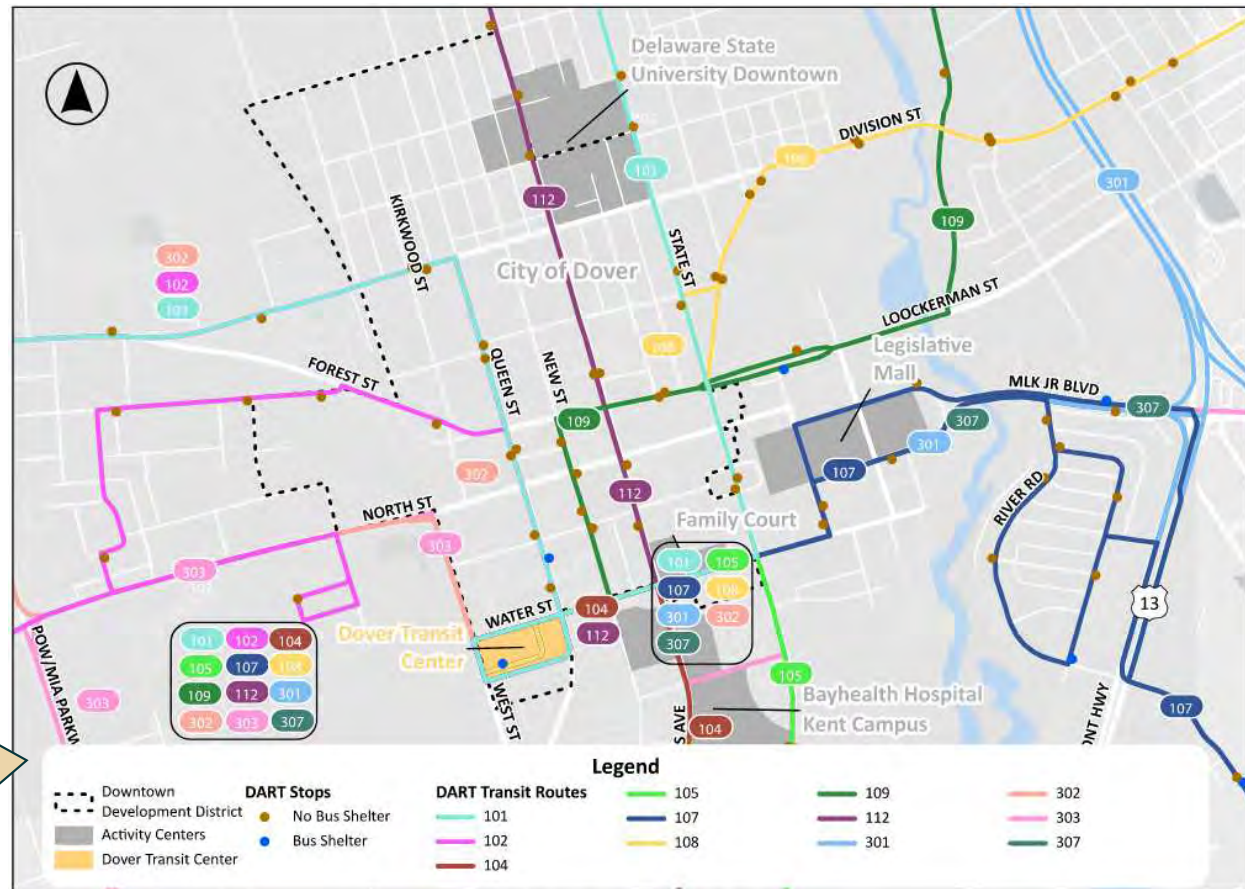 Delaware State
University Downtown
DIVISION ST
108
101
301
112
KIRKWOOD ST
109
STATE ST
302
102
101
City of Dover
LOOCKERMAN ST
108
Legislative
Mall
FOREST ST
QUEEN ST
NEW ST
MLK JR BLVD
307
109
307
301
302
107
112
RIVER RD
NORTH ST
Family Court
303
303
101 105
107 108
301 302
307
13
WATER ST
104
112
Dover Transit
Center
POW/MIA PARKW
101 102 104
105 107 108
109 112 301
302 303 307
303
WEST ST
105
Bayhealth Hospital
Kent Campus
S AVE
104
ONT HWY
107
Legend
Downtown
Development District
Activity Centers
Dover Transit Center
DART Stops
No Bus Shelter
Bus Shelter
DART Transit Routes
101
102
104
105
107
108
109
112
301
302
303
307